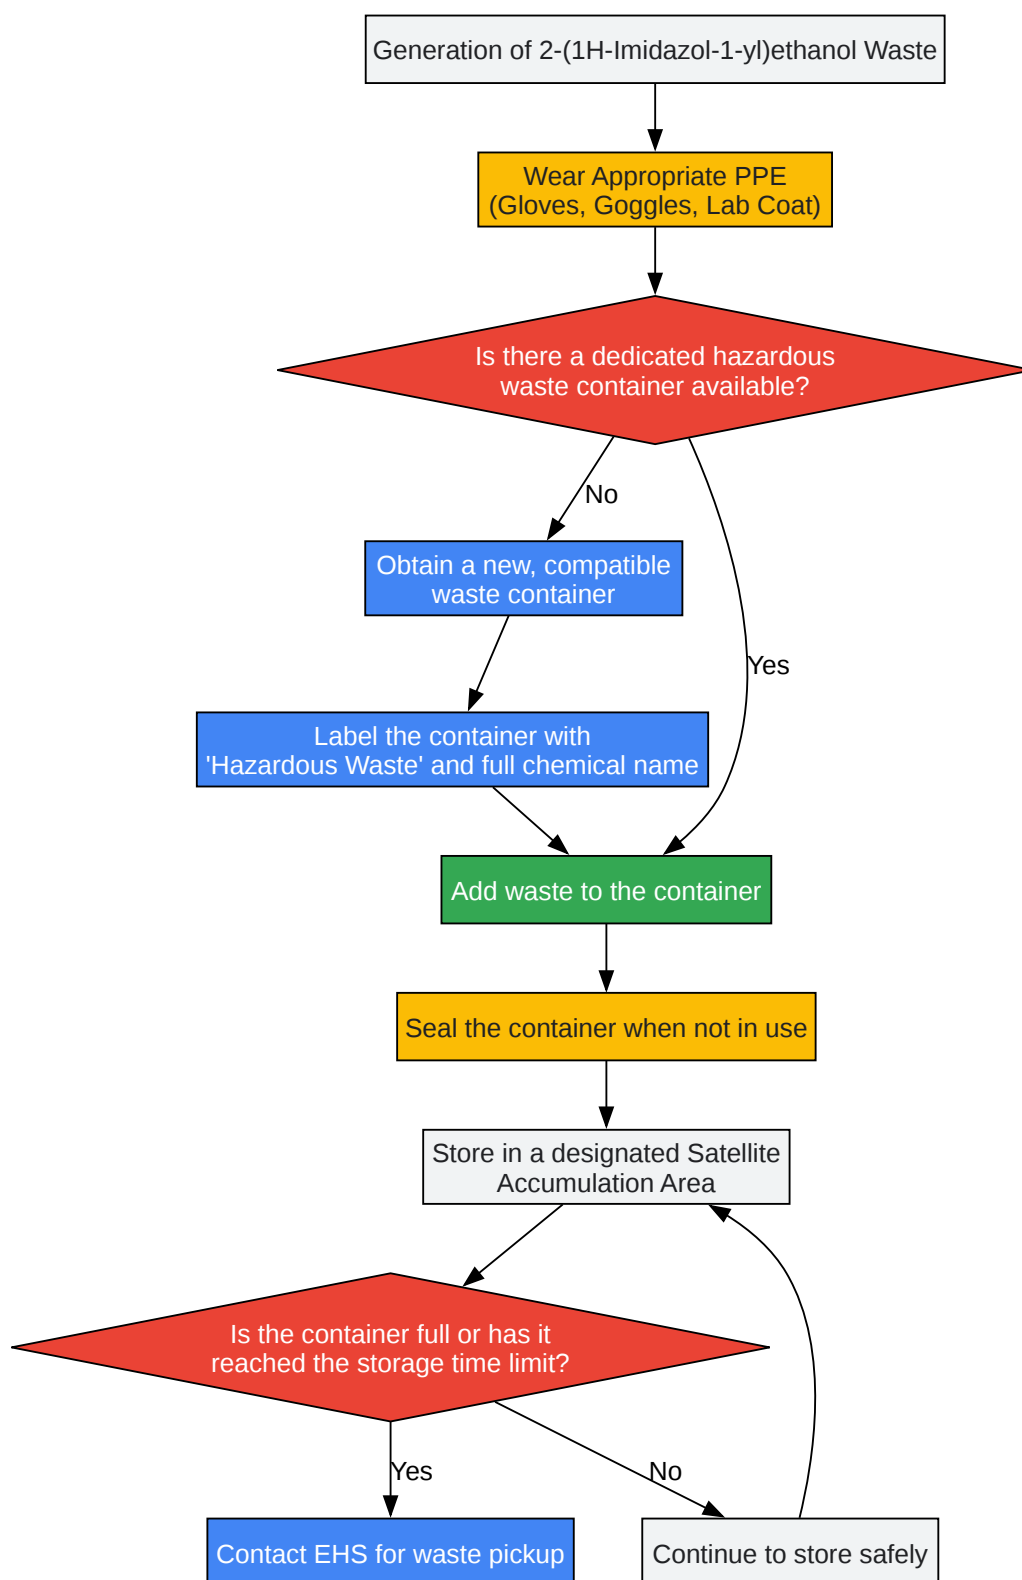 Generation of 2-(1H-Imidazol-1-yl)ethanol Waste
Wear Appropriate PPE
(Gloves, Goggles, Lab Coat)
Is there a dedicated hazardous
waste container available?
No
Obtain a new, compatible
waste container
Yes
Label the container with
'Hazardous Waste' and full chemical name
Add waste to the container
Seal the container when not in use
Store in a designated Satellite
Accumulation Area
Is the container full or has it
reached the storage time limit?
Yes
No
Contact EHS for waste pickup
Continue to store safely